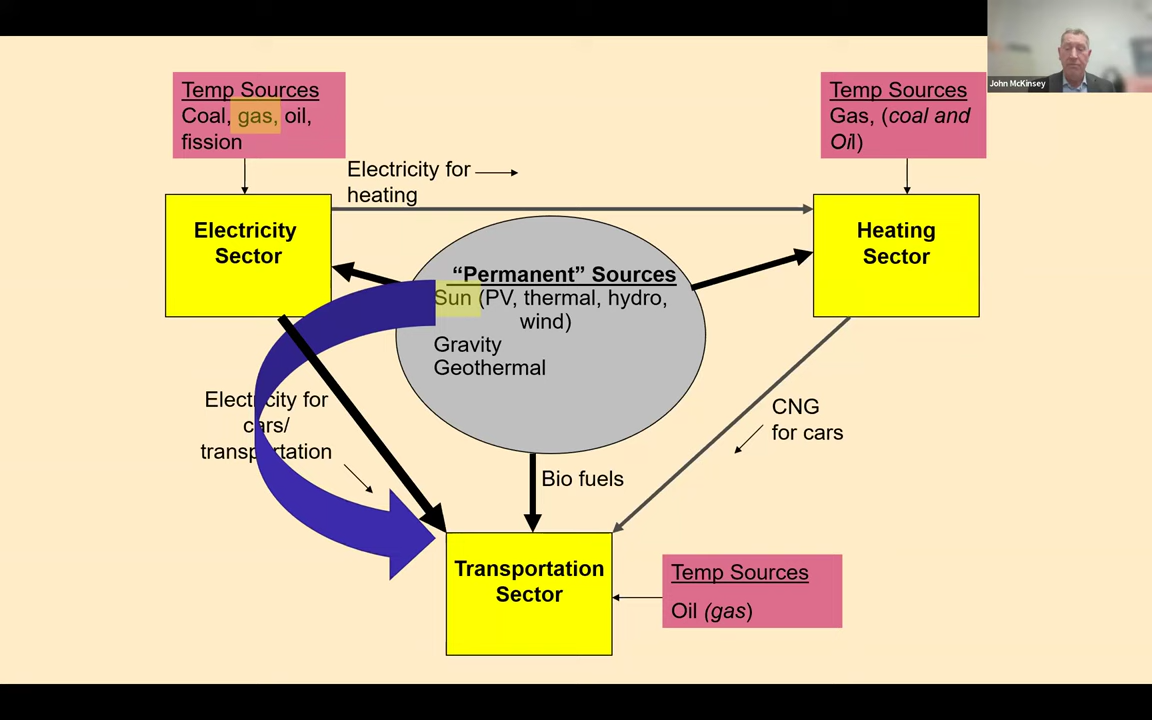 Temp Sources
Coal, gas, oil,
fission
Temp Sources
Gas, (coal and
Oil)
John McKinsey
Electricity for
heating
Electricity
Sector
Heating
Sector
“Permanent” Sources
Sun (PV, thermal, hydro,
wind)
Gravity
Geothermal
Electricity for
cars/
transportation
CNG
for cars
Bio fuels
Transportation
Sector
Temp Sources
Oil (gas)